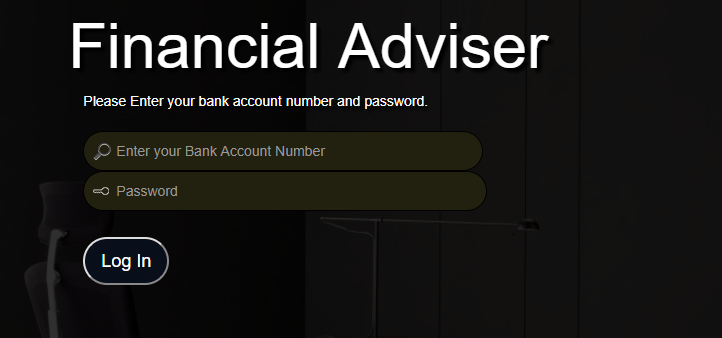 Financial Adviser
Please Enter your bank account number and password.
Enter your Bank Account Number
Password
Log In